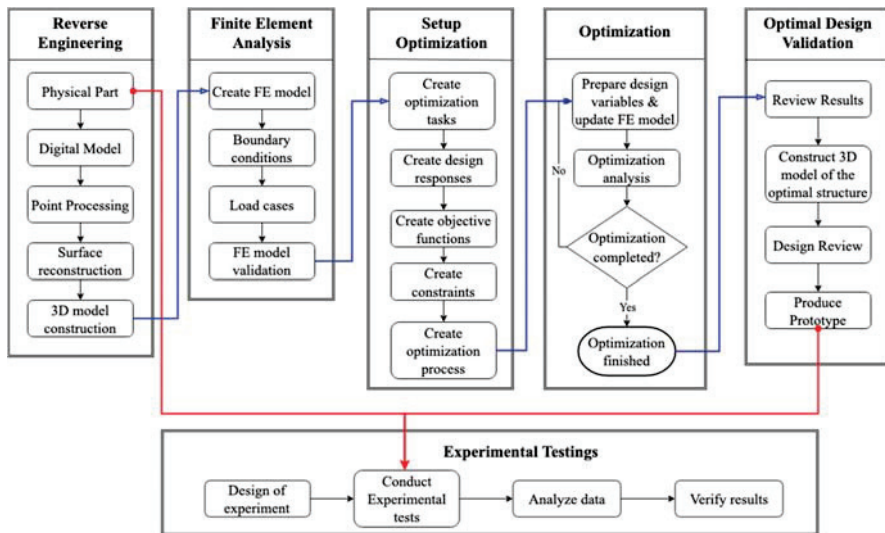 Reverse
Engineering
Physical Part
Digital Model
Point Processing
Surface
reconstruction
3D model
construction
Finite Element
Analysis
Create FE model
Boundary
conditions
Load cases
FE model
validation
Setup
Optimization
Create
optimization
tasks
Create design
responses
Create objective
functions
Create
constraints
Create
optimization
process
Optimization
Prepare design
variables &
update FE model
Optimization
analysis
No
Optimization
completed?
Yes
Optimization
finished
Optimal Design
Validation
Review Results
Construct 3D
model of the
optimal structure
Design Review
Produce
Prototype
Experimental Testings
Design of
experiment
Conduct
Experimental
tests
Analyze data
Verify results